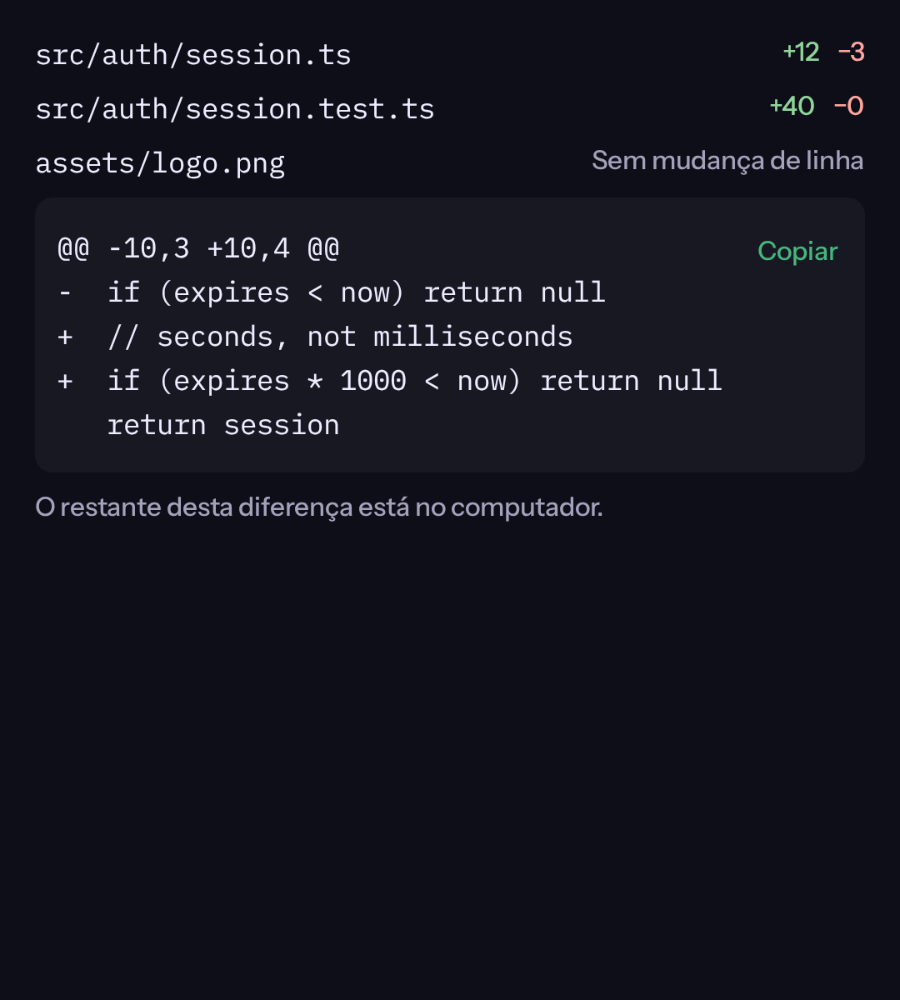 src/auth/session.ts +12 −3
src/auth/session.test.ts +40 −0
assets/logo.png Sem mudança de linha
@@ -10,3 +10,4 @@ Copiar
-  if (expires < now) return null
+  // seconds, not milliseconds
+  if (expires * 1000 < now) return null
   return session
O restante desta diferença está no computador.